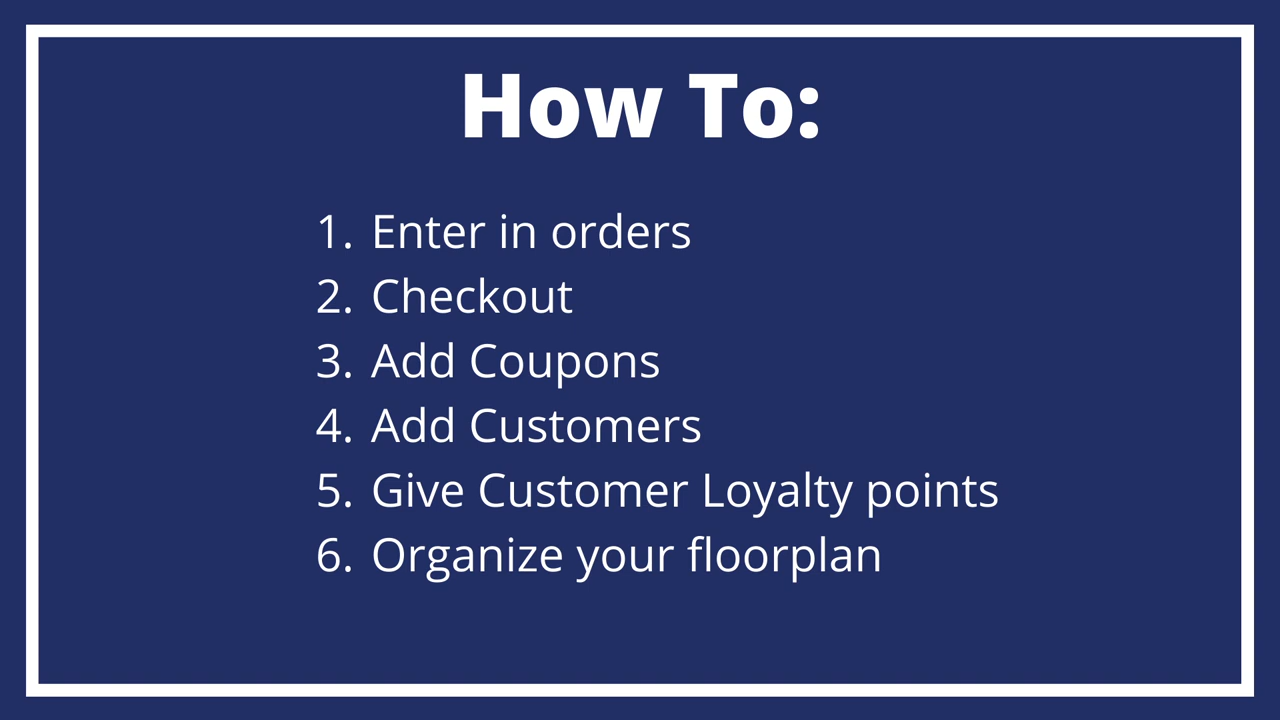 How To:
1. Enter in orders
2. Checkout
3. Add Coupons
4. Add Customers
5. Give Customer Loyalty points
6. Organize your floorplan